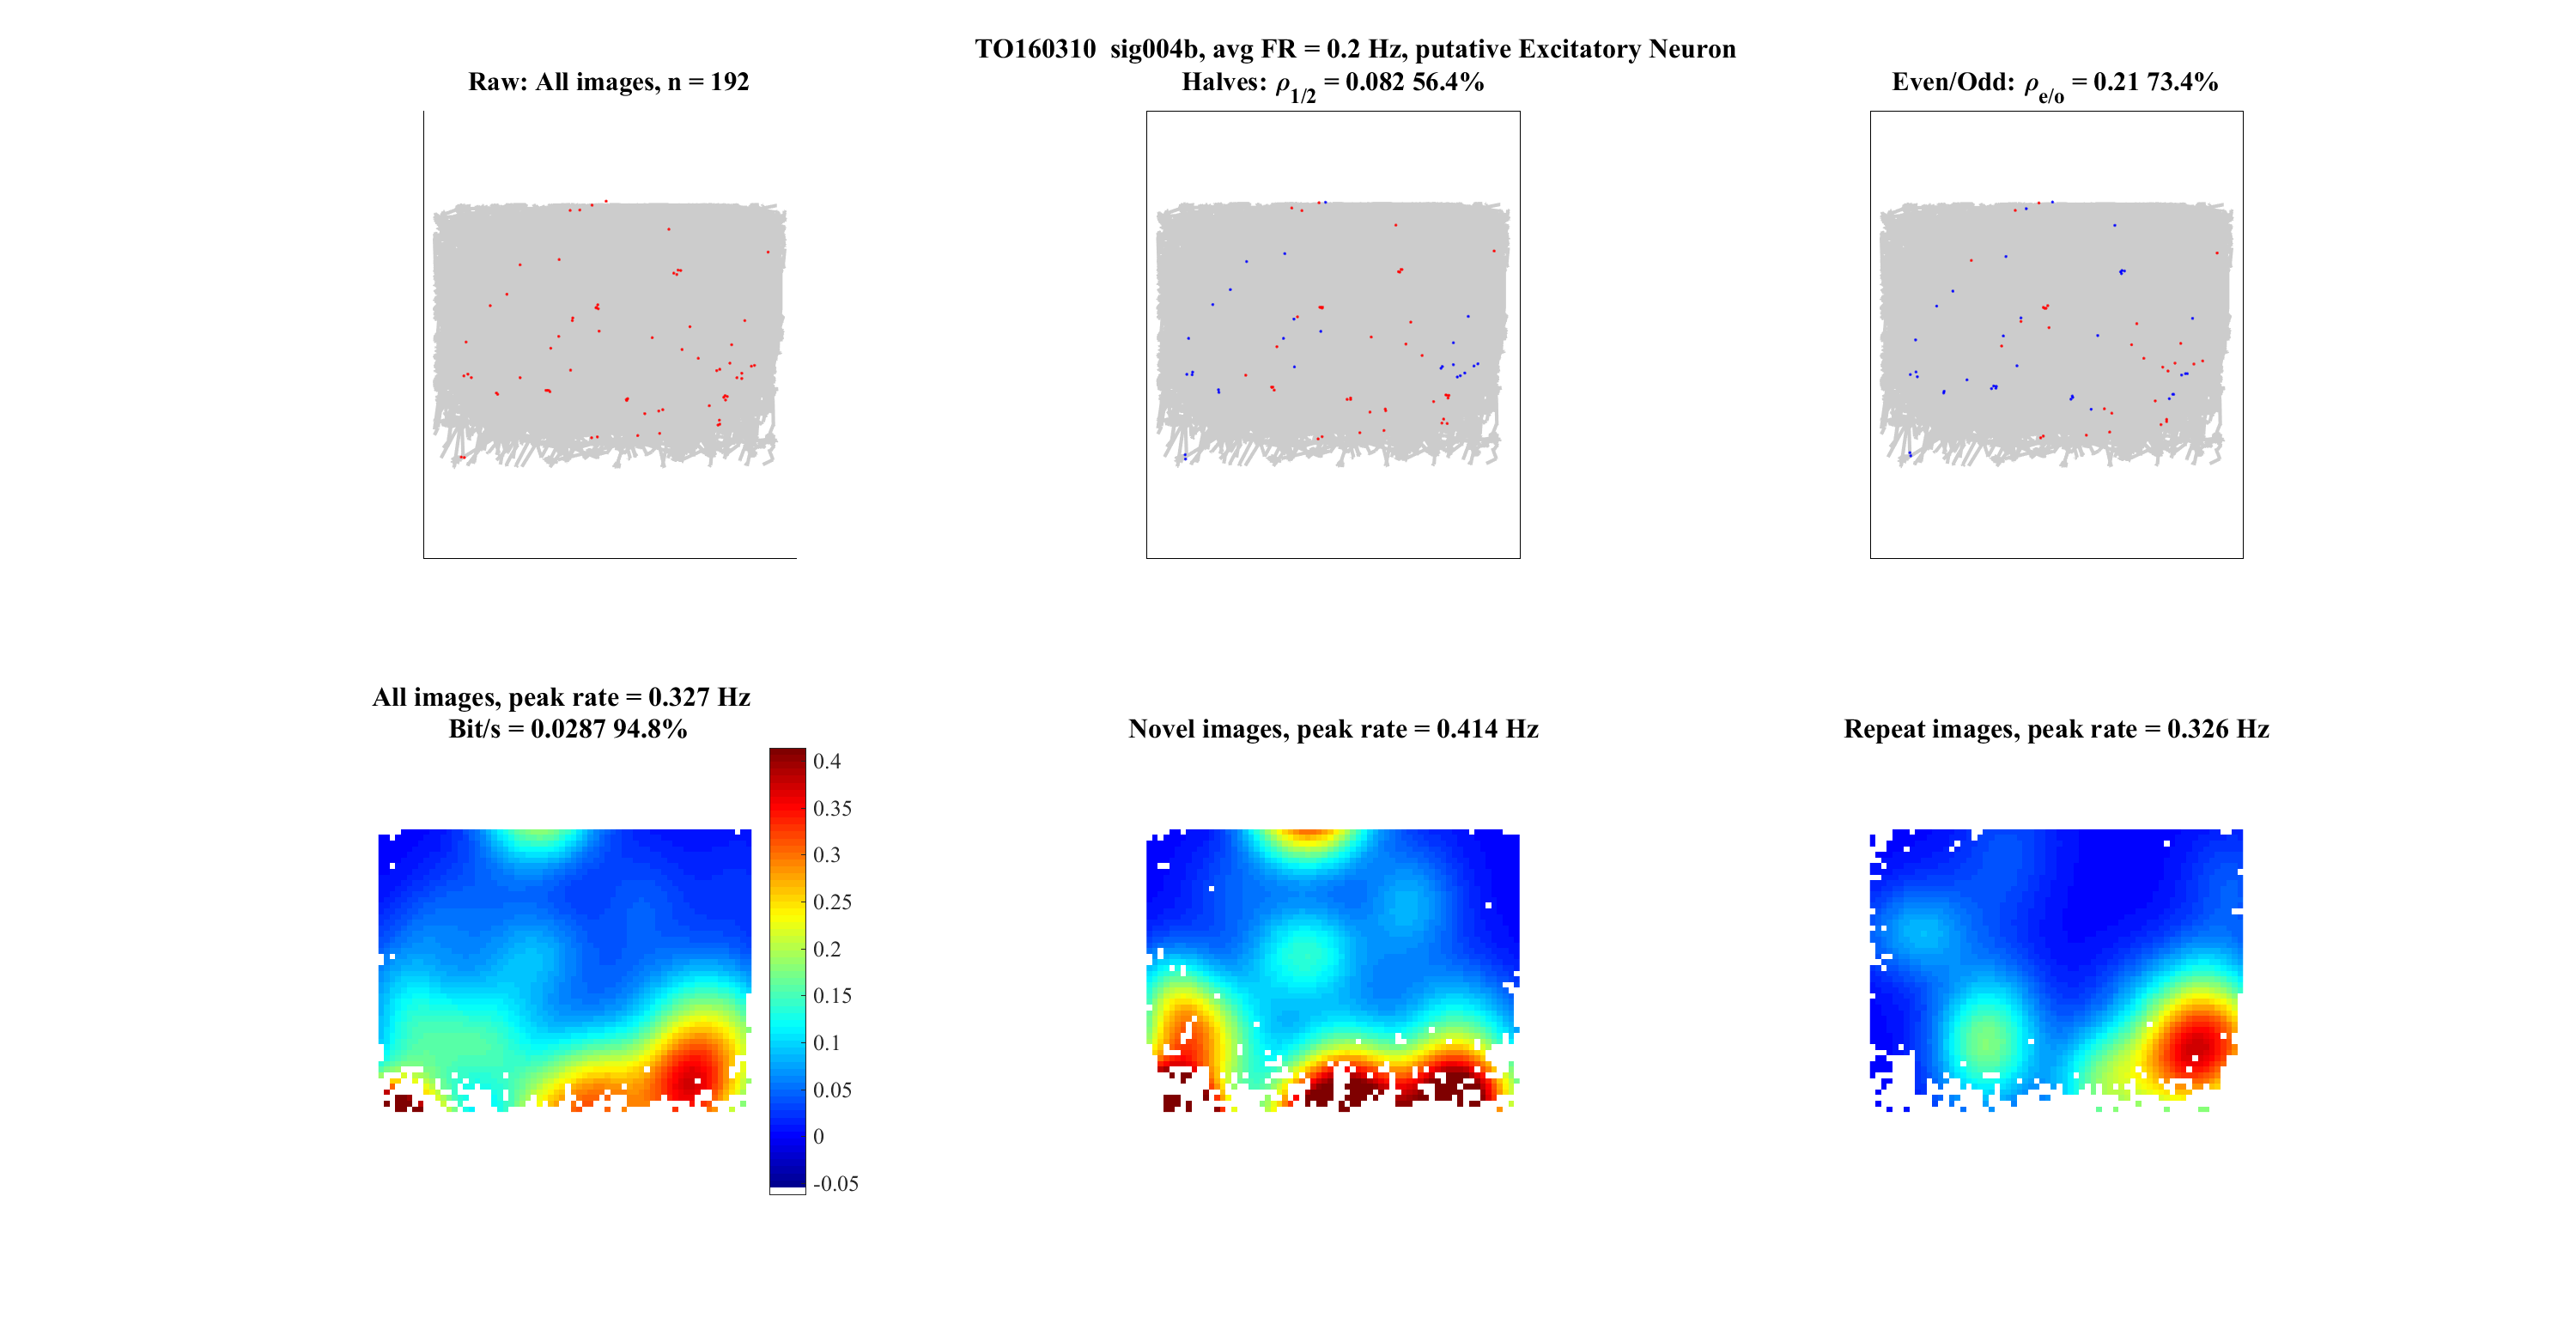 TO160310 sig004b, avg FR = 0.2 Hz, putative Excitatory Neuron
Raw: All images, n = 192
Halves: ρ1/2 = 0.082 56.4%
Even/Odd: ρe/o = 0.21 73.4%
All images, peak rate = 0.327 Hz
Bit/s = 0.0287 94.8%
0.4
0.35
0.3
0.25
0.2
0.15
0.1
0.05
0
-0.05
Novel images, peak rate = 0.414 Hz
Repeat images, peak rate = 0.326 Hz